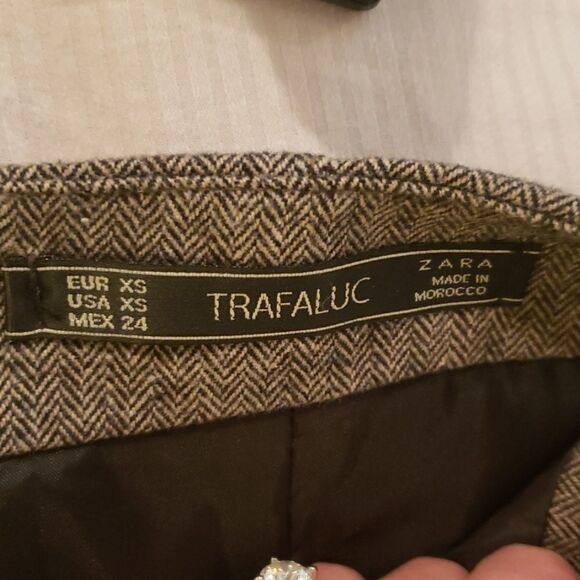 EUR XS
USA XS
MEX 24
TRAFALUC
ZARA
MADE IN
MOROCCO